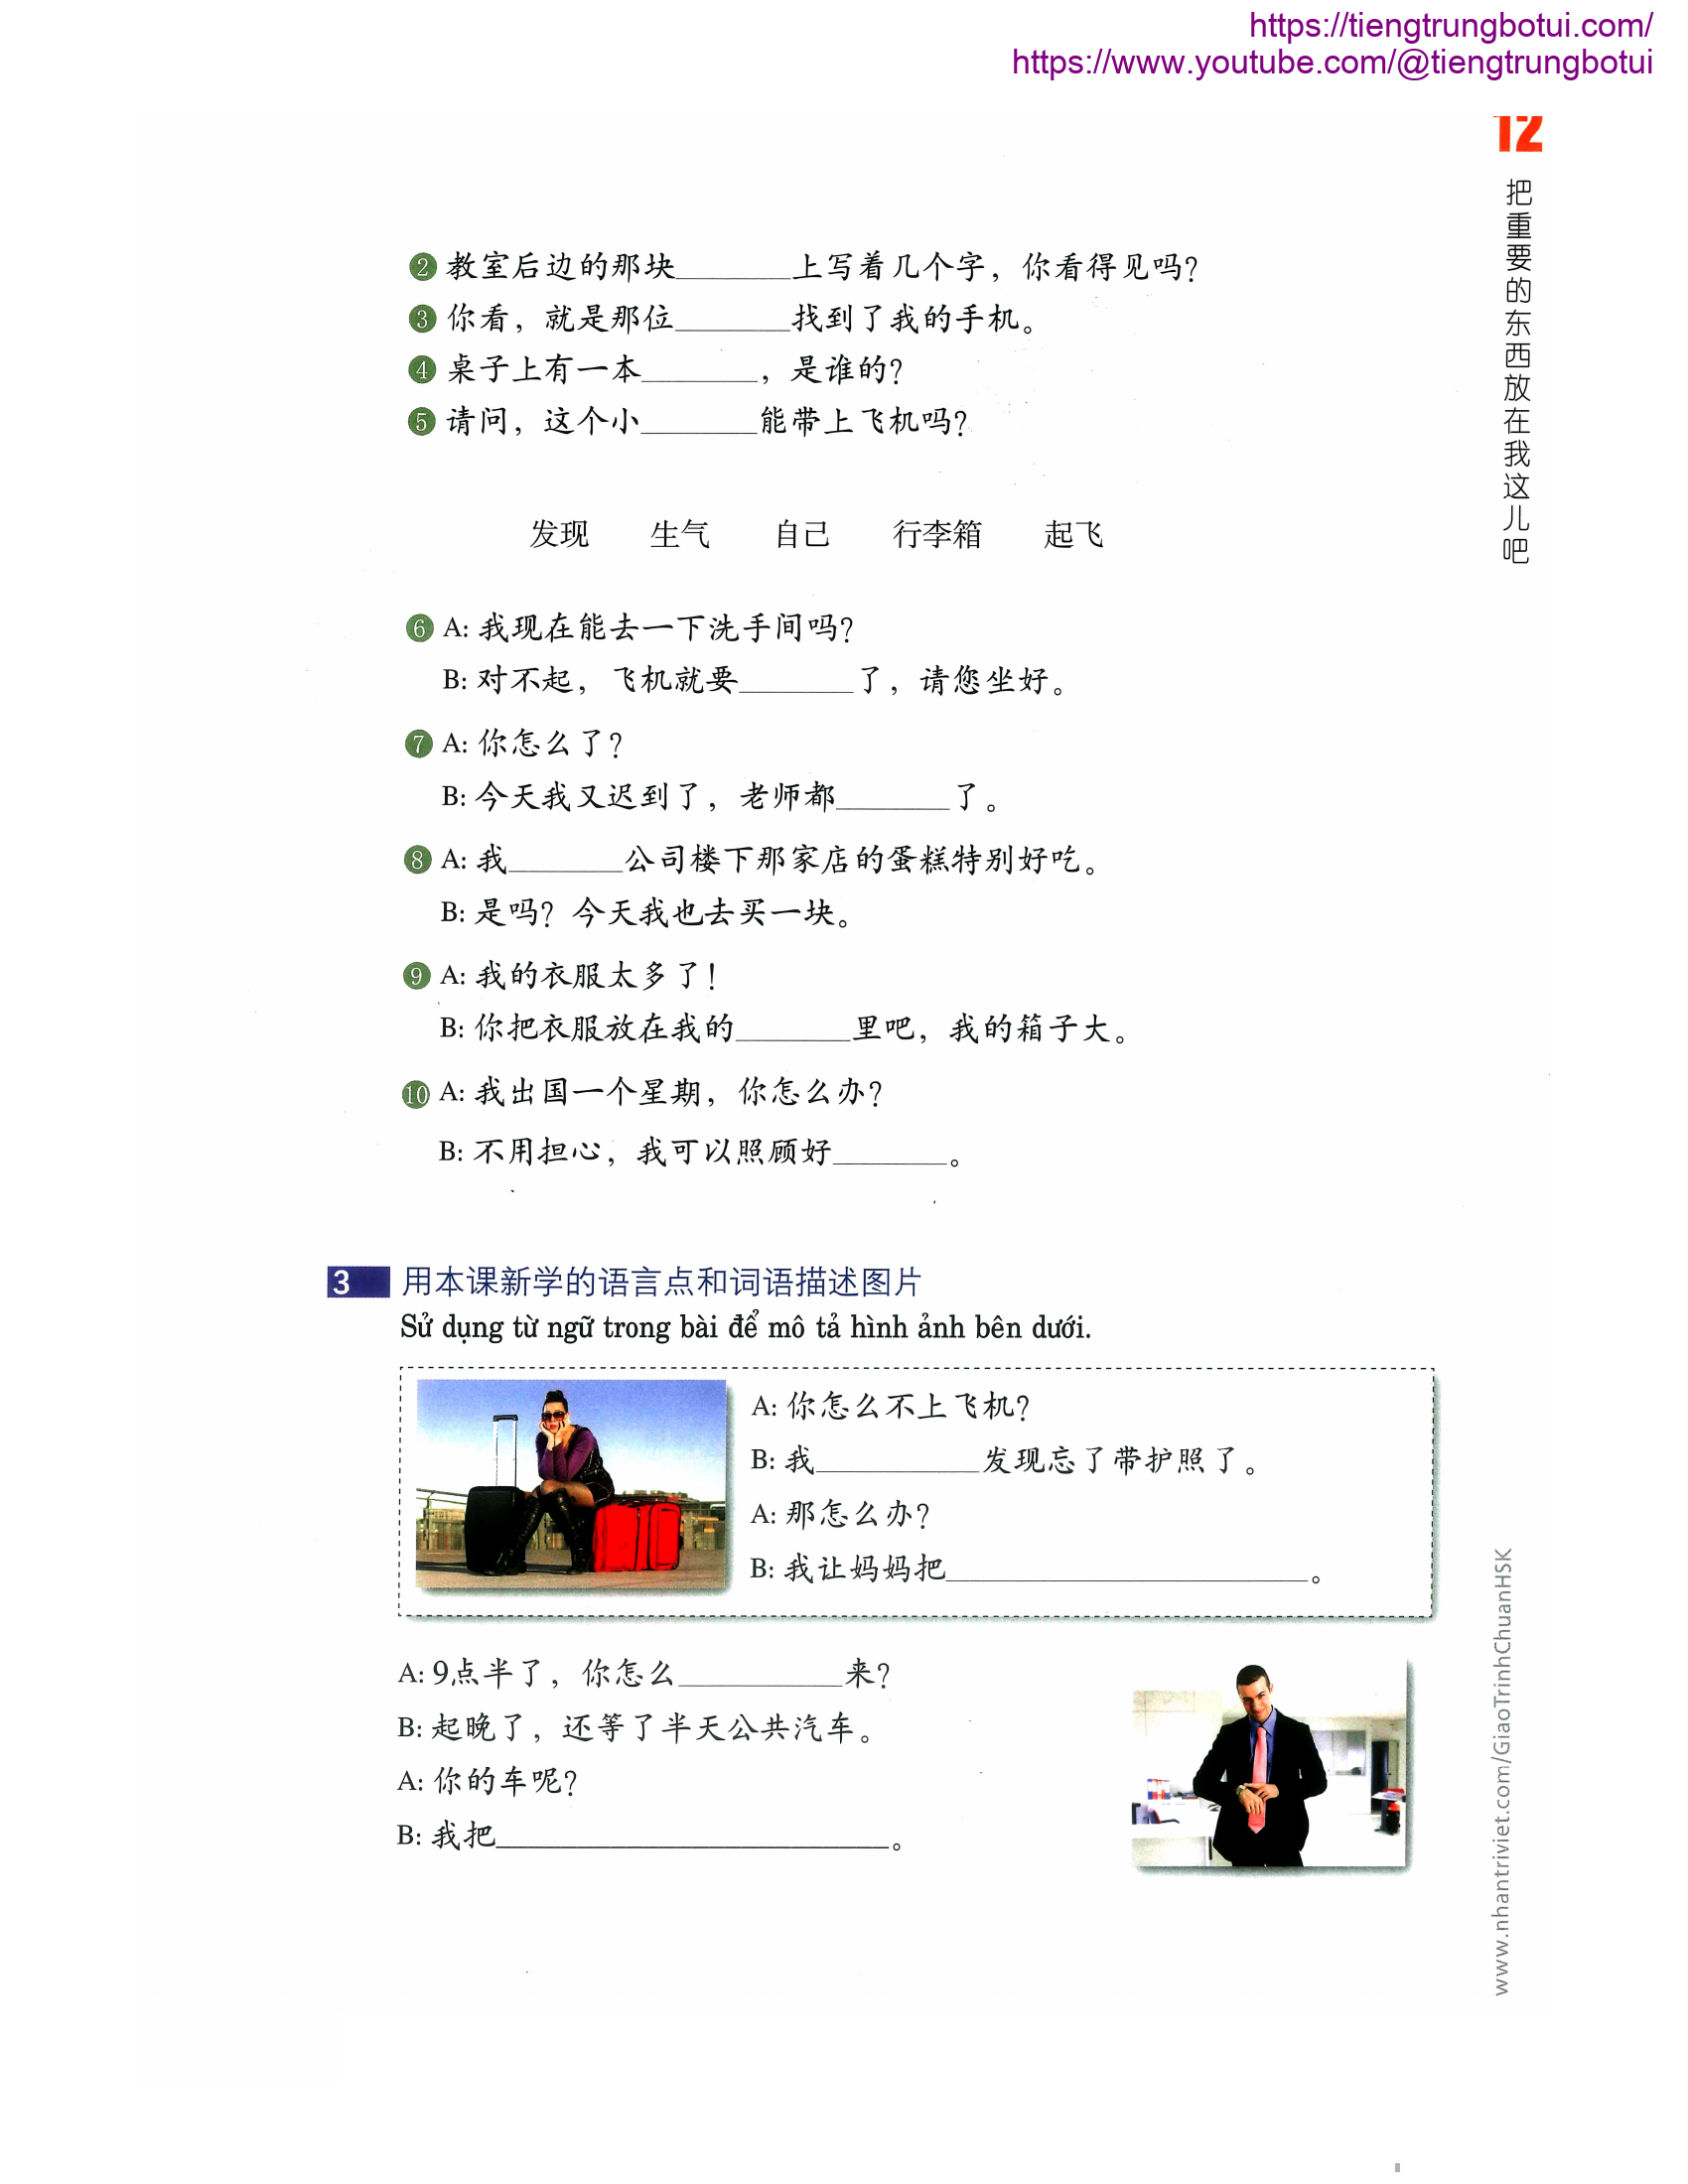 https://tiengtrungbotui.com/
https://www.youtube.com/@tiengtrungbotui
12
把重要的东西放在我这儿吧
2 教室后边的那块________上写着几个字，你看得见吗？
3 你看，就是那位________找到了我的手机。
4 桌子上有一本________，是谁的？
5 请问，这个小________能带上飞机吗？
发现 生气 自己 行李箱 起飞
6 A: 我现在能去一下洗手间吗？
B: 对不起，飞机就要________了，请您坐好。
7 A: 你怎么了？
B: 今天我又迟到了，老师都________了。
8 A: 我________公司楼下那家店的蛋糕特别好吃。
B: 是吗？今天我也去买一块。
9 A: 我的衣服太多了！
B: 你把衣服放在我的________里吧，我的箱子大。
10 A: 我出国一个星期，你怎么办？
B: 不用担心，我可以照顾好________。
3 用本课新学的语言点和词语描述图片
Sử dụng từ ngữ trong bài để mô tả hình ảnh bên dưới.
A: 你怎么不上飞机？
B: 我____________发现忘了带护照了。
A: 那怎么办？
B: 我让妈妈把__________________________。
A: 9点半了，你怎么____________来？
B: 起晚了，还等了半天公共汽车。
A: 你的车呢？
B: 我把____________________________。
www.nhantriviet.com/GiaoTrinhChuanHSK